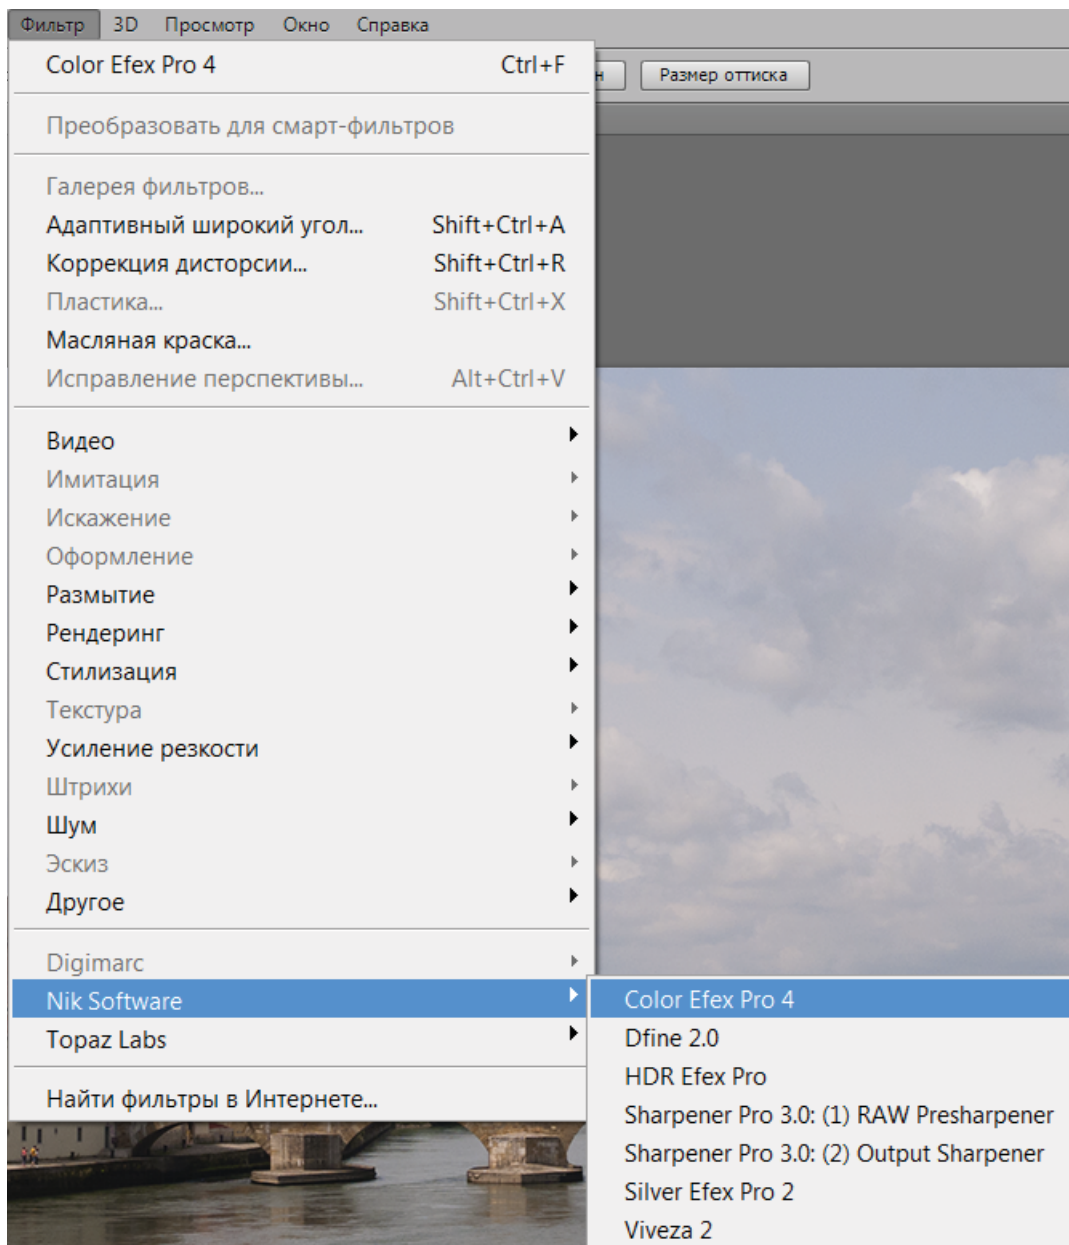 Фильтр 3D Просмотр Окно Справка
Color Efex Pro 4 Ctrl+F
н Размер оттиска
Преобразовать для смарт-фильтров
Галерея фильтров...
Адаптивный широкий угол... Shift+Ctrl+A
Коррекция дисторсии... Shift+Ctrl+R
Пластика... Shift+Ctrl+X
Масляная краска...
Исправление перспективы... Alt+Ctrl+V
Видео
Имитация
Искажение
Оформление
Размытие
Рендеринг
Стилизация
Текстура
Усиление резкости
Штрихи
Шум
Эскиз
Другое
Digimarc
Nik Software
Topaz Labs
Найти фильтры в Интернете...
Color Efex Pro 4
Dfine 2.0
HDR Efex Pro
Sharpener Pro 3.0: (1) RAW Presharpener
Sharpener Pro 3.0: (2) Output Sharpener
Silver Efex Pro 2
Viveza 2